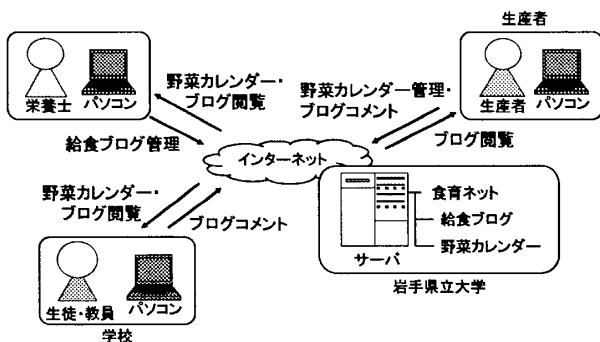 生産者
栄養士
パソコン
野菜カレンダー・
ブログ閲覧
給食ブログ管理
野菜カレンダー管理・
ブログコメント
生産者
パソコン
ブログ閲覧
インターネット
野菜カレンダー・
ブログ閲覧
ブログコメント
食育ネット
給食ブログ
野菜カレンダー
サーバ
岩手県立大学
生徒・教員
パソコン
学校